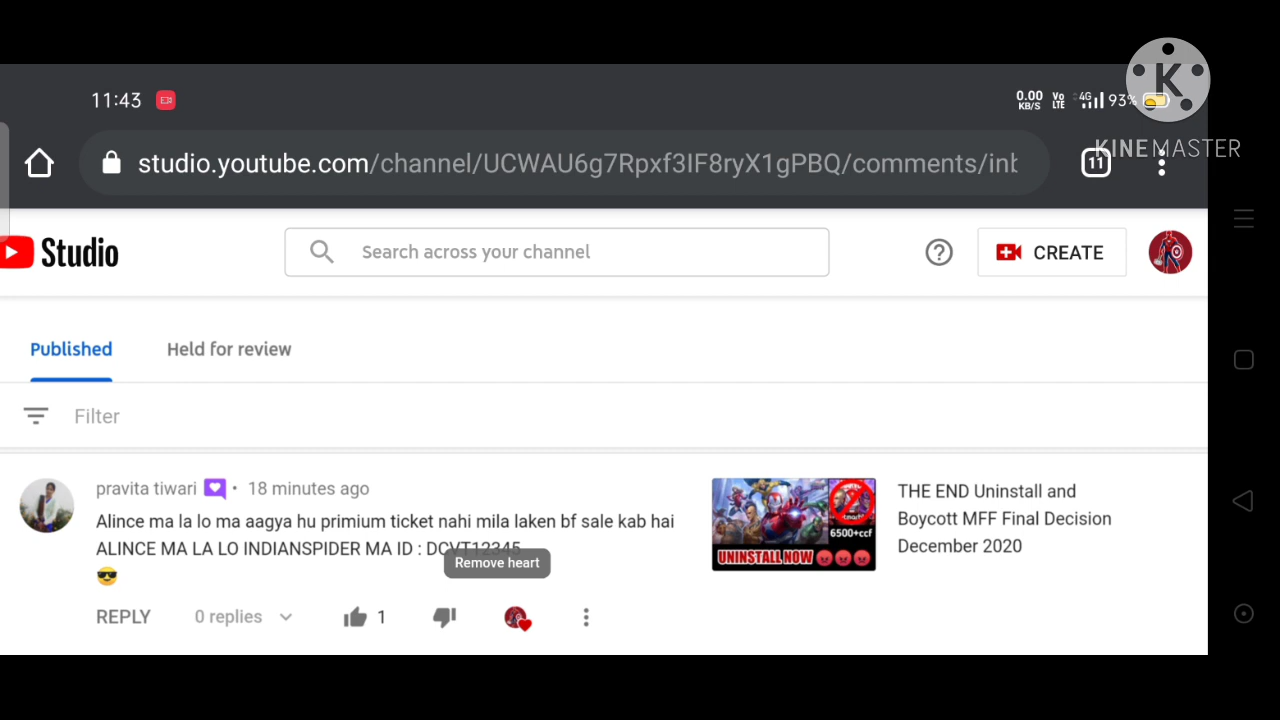 11:43
0.00 KB/S
Vo LTE
4G
93%
K
KINEMASTER
studio.youtube.com/channel/UCWAU6g7Rpxf3IF8ryX1gPBQ/comments/inb
11
Studio
Search across your channel
CREATE
Published
Held for review
Filter
pravita tiwari • 18 minutes ago
Alince ma la lo ma aagya hu primium ticket nahi mila laken bf sale kab hai
ALINCE MA LA LO INDIANSPIDER MA ID : DCVT12345
😎
Remove heart
REPLY
0 replies
1
6500+ccf
UNINSTALL NOW
THE END Uninstall and
Boycott MFF Final Decision
December 2020